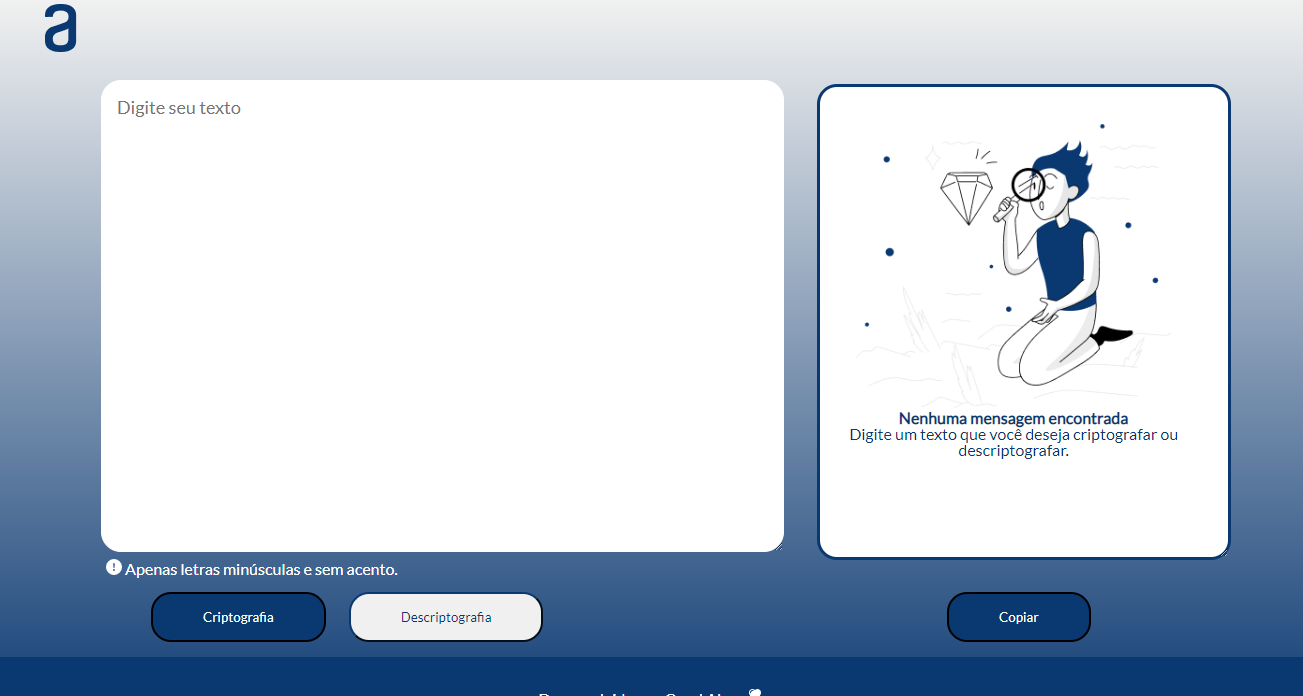 a
Digite seu texto
Nenhuma mensagem encontrada
Digite um texto que você deseja criptografar ou
descriptografar.
Apenas letras minúsculas e sem acento.
Criptografia
Descriptografia
Copiar